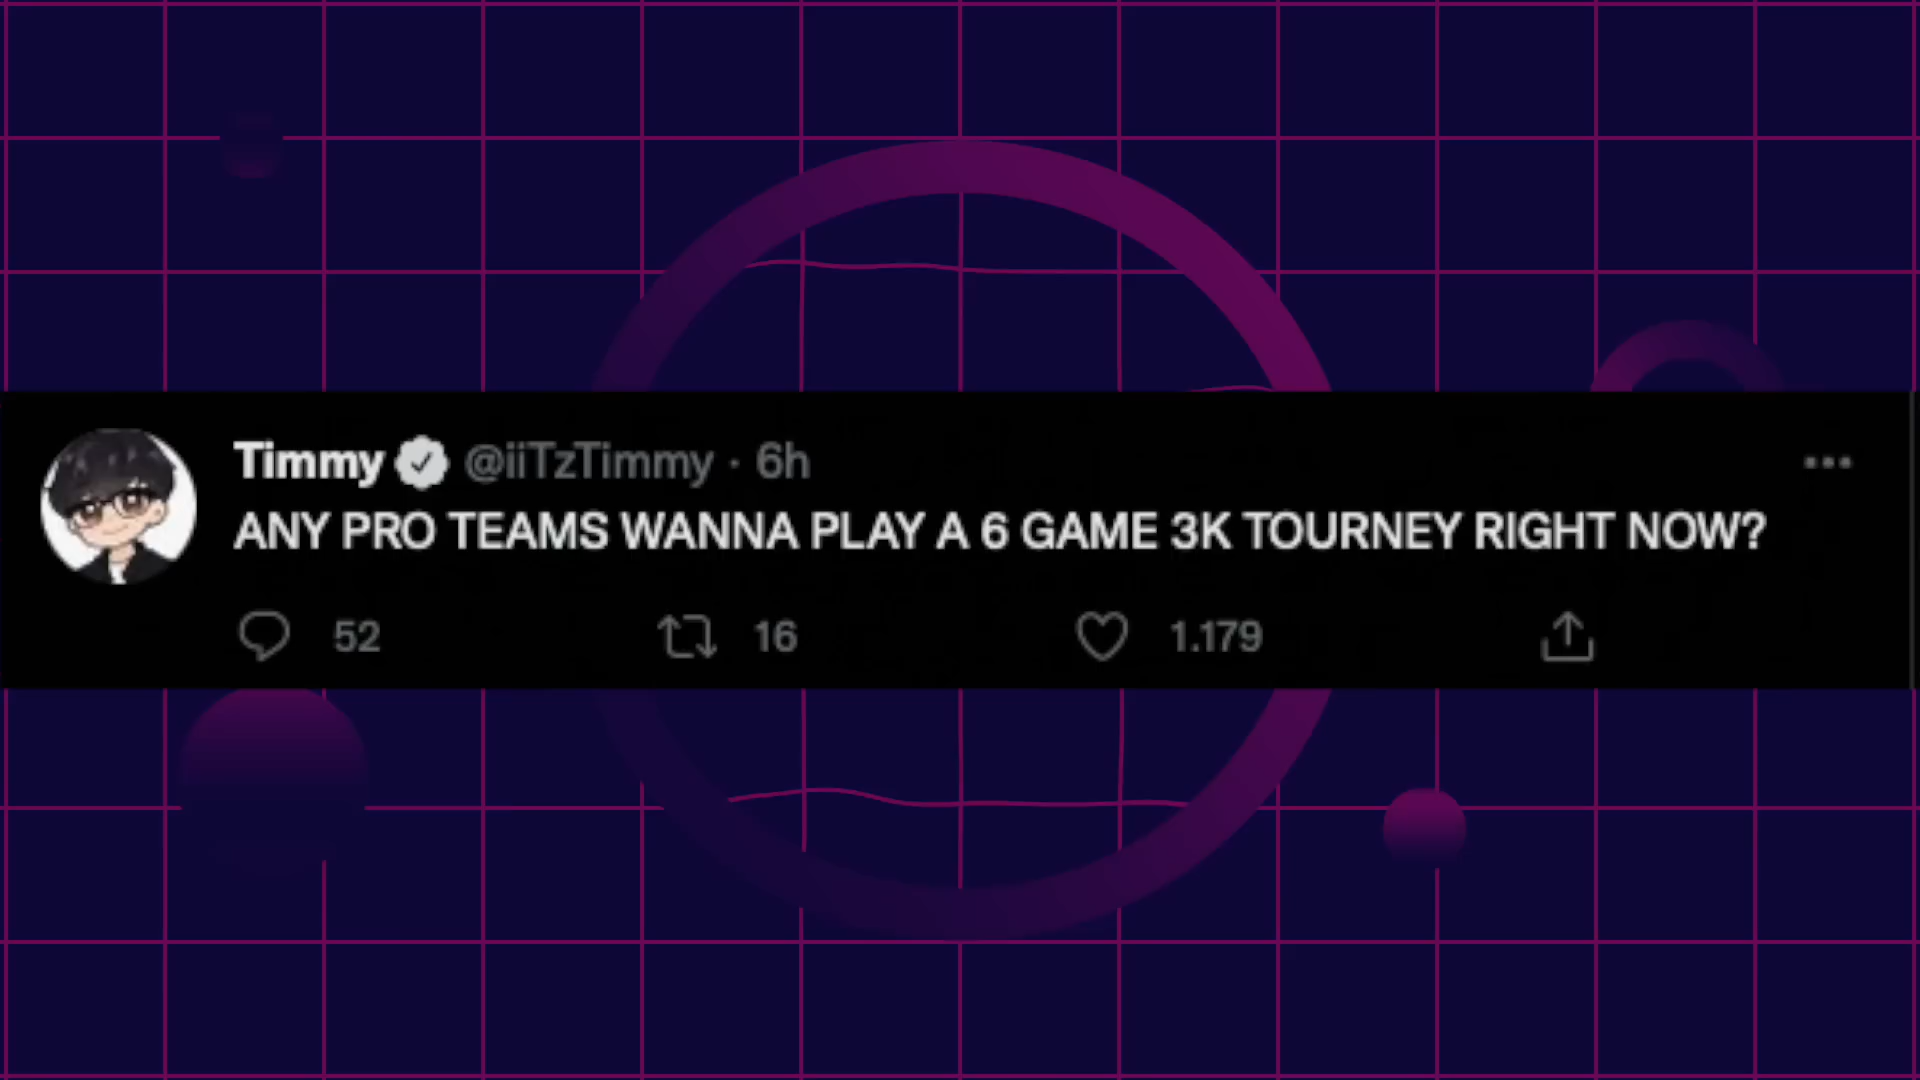 Timmy @iiTzTimmy · 6h
ANY PRO TEAMS WANNA PLAY A 6 GAME 3K TOURNEY RIGHT NOW?
52 16 1.179